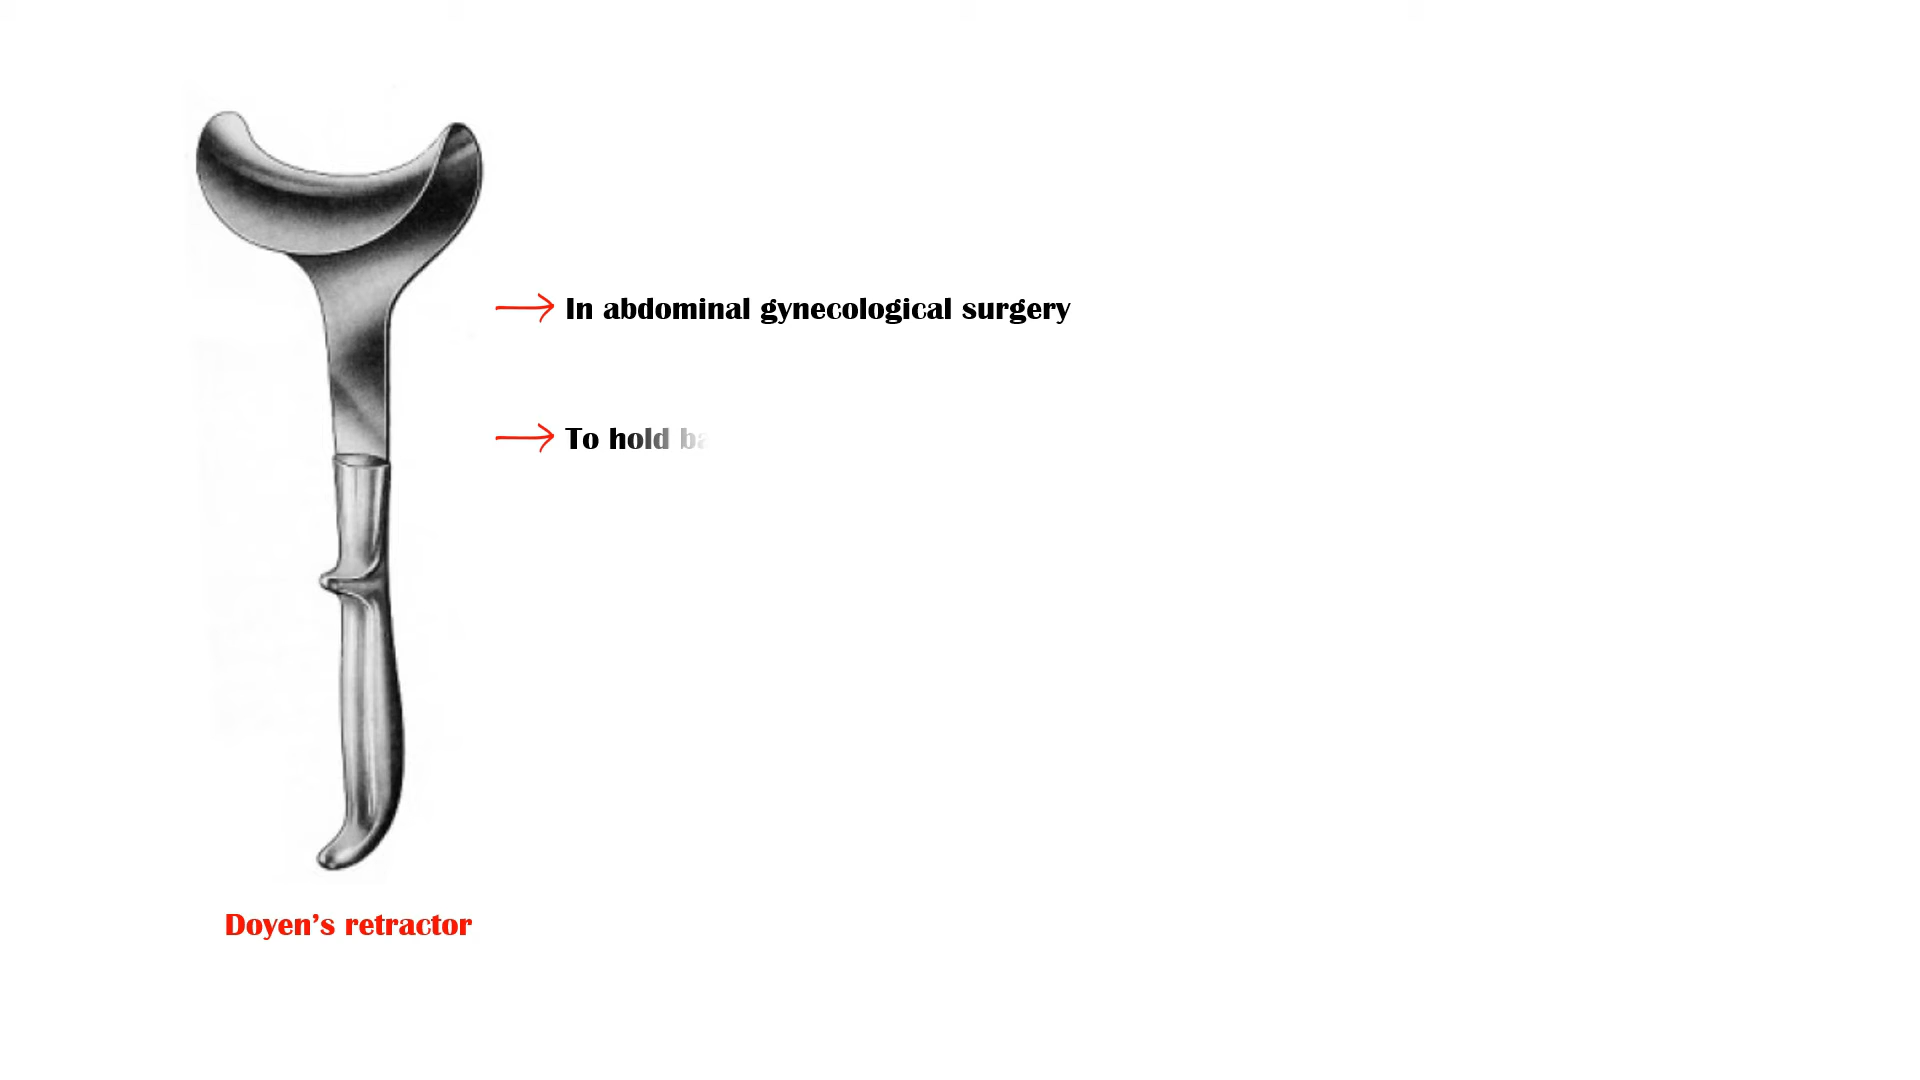 In abdominal gynecological surgery
To hold
Doyen’s retractor